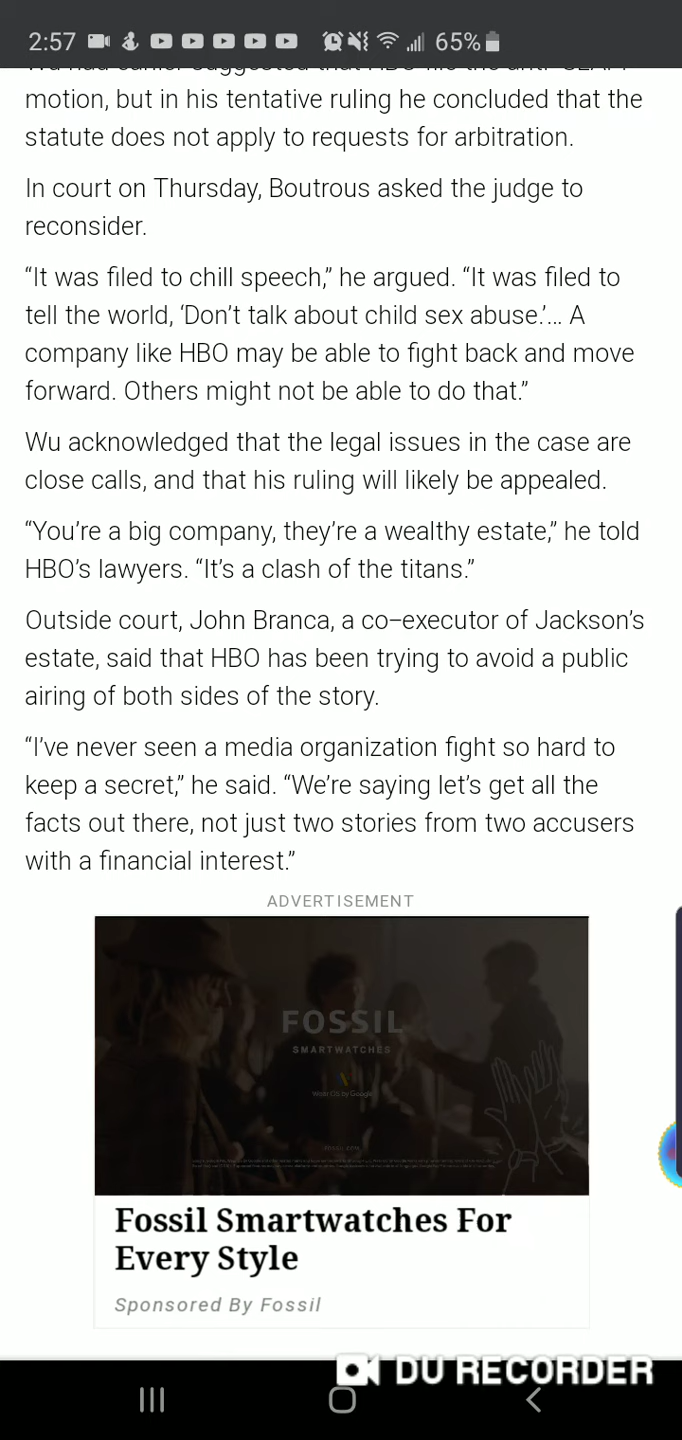 2:57 65%
motion, but in his tentative ruling he concluded that the
statute does not apply to requests for arbitration.
In court on Thursday, Boutrous asked the judge to
reconsider.
“It was filed to chill speech,” he argued. “It was filed to
tell the world, ‘Don’t talk about child sex abuse.’... A
company like HBO may be able to fight back and move
forward. Others might not be able to do that.”
Wu acknowledged that the legal issues in the case are
close calls, and that his ruling will likely be appealed.
“You’re a big company, they’re a wealthy estate,” he told
HBO’s lawyers. “It’s a clash of the titans.”
Outside court, John Branca, a co–executor of Jackson’s
estate, said that HBO has been trying to avoid a public
airing of both sides of the story.
“I’ve never seen a media organization fight so hard to
keep a secret,” he said. “We’re saying let’s get all the
facts out there, not just two stories from two accusers
with a financial interest.”
ADVERTISEMENT
FOSSIL
SMARTWATCHES
Wear OS by Google
Fossil Smartwatches For
Every Style
Sponsored By Fossil
DU RECORDER